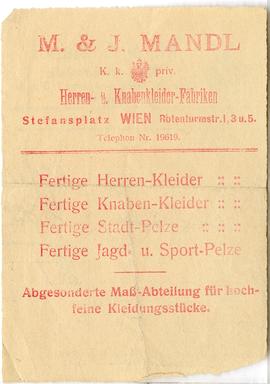 M. & J. MANDL
K. k. priv.
Herren- u. Knabenkleider-Fabriken
Stefansplatz WIEN Rotenturmstr. 1, 3 u. 5.
Telephon Nr. 19619.
Fertige Herren-Kleider :: ::
Fertige Knaben-Kleider :: ::
Fertige Stadt-Pelze :: :: ::
Fertige Jagd- u. Sport-Pelze
Abgesonderte Maß-Abteilung für hoch-
feine Kleidungsstücke.